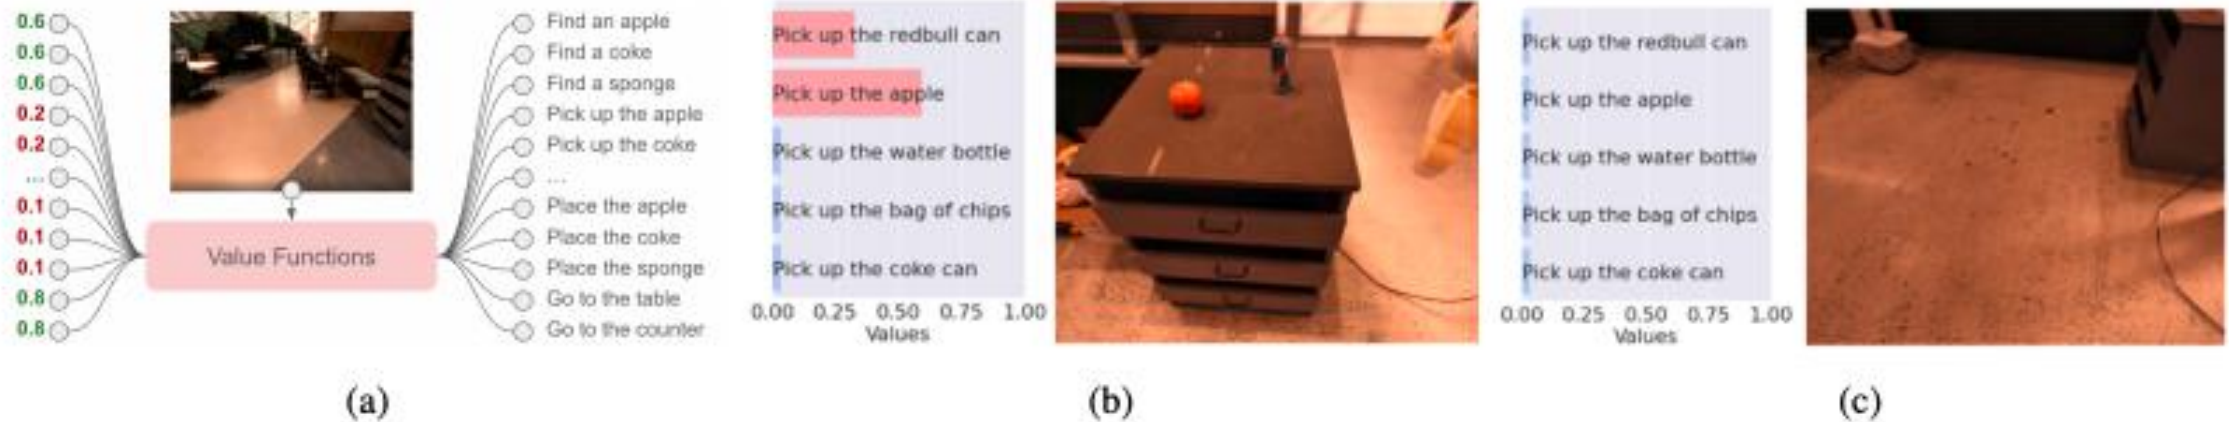 0.6
0.6
0.6
0.2
0.2
...
0.1
0.1
0.1
0.8
0.8
Value Functions
Find an apple
Find a coke
Find a sponge
Pick up the apple
Pick up the coke
...
Place the apple
Place the coke
Place the sponge
Go to the table
Go to the counter
(a)
Pick up the redbull can
Pick up the apple
Pick up the water bottle
Pick up the bag of chips
Pick up the coke can
0.00 0.25 0.50 0.75 1.00
Values
(b)
Pick up the redbull can
Pick up the apple
Pick up the water bottle
Pick up the bag of chips
Pick up the coke can
0.00 0.25 0.50 0.75 1.00
Values
(c)